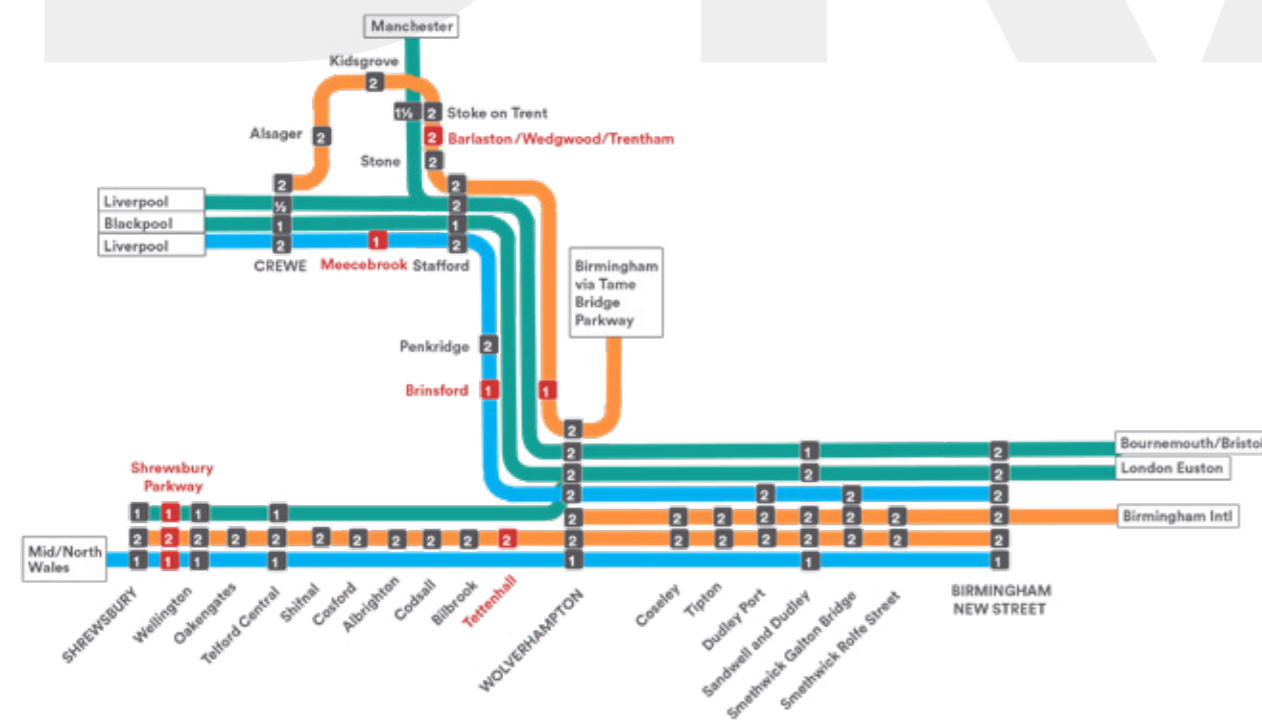 Manchester
Kidsgrove
2
1½ 2 Stoke on Trent
Alsager 2
2 Barlaston/Wedgwood/Trentham
Stone 2
2 2
Liverpool ½ 2
Blackpool 1 1
Liverpool 2 1 2
CREWE Meecebrook Stafford
Birmingham
via Tame
Bridge
Parkway
Penkridge 2
Brinsford 1 1
2
Bournemouth/Bristol
2 1 2
London Euston
2 2 2
Shrewsbury
Parkway
2 2 2 2
1 1 1 1
2 2 2 2 2 2 2 2 Birmingham Intl
2 2 2 2 2 2 2 2 2 2 2 2 2 2 2 2 2 2 2
Mid/North
Wales
1 1 1 1 1 1 1
SHREWSBURY
Wellington
Oakengates
Telford Central
Shifnal
Cosford
Albrighton
Codsall
Bilbrook
Tettenhall
WOLVERHAMPTON
Coseley
Tipton
Dudley Port
Sandwell and Dudley
Smethwick Galton Bridge
Smethwick Rolfe Street
BIRMINGHAM
NEW STREET